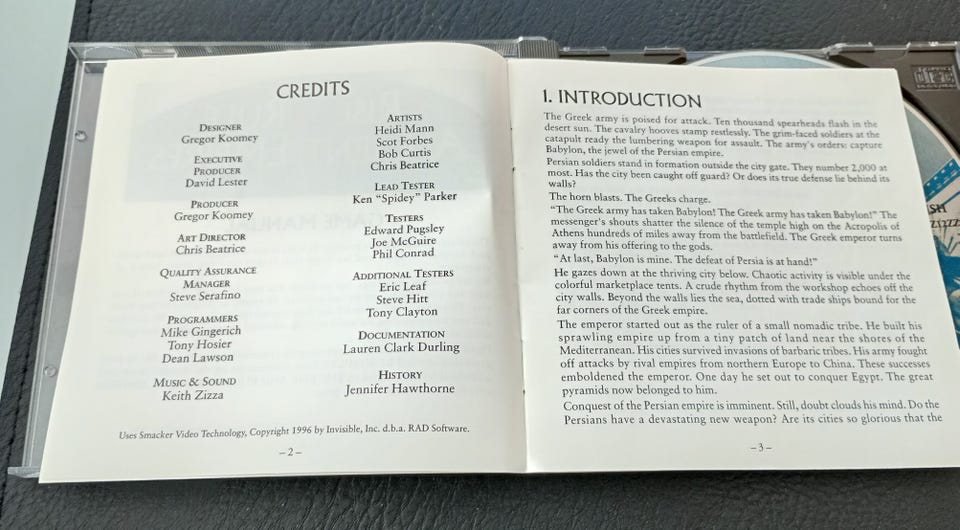 CREDITS
DESIGNER
Gregor Koomey
EXECUTIVE
PRODUCER
David Lester
PRODUCER
Gregor Koomey
ART DIRECTOR
Chris Beatrice
QUALITY ASSURANCE
MANAGER
Steve Serafino
PROGRAMMERS
Mike Gingerich
Tony Hosier
Dean Lawson
MUSIC & SOUND
Keith Zizza
ARTISTS
Heidi Mann
Scot Forbes
Bob Curtis
Chris Beatrice
LEAD TESTER
Ken “Spidey” Parker
TESTERS
Edward Pugsley
Joe McGuire
Phil Conrad
ADDITIONAL TESTERS
Eric Leaf
Steve Hitt
Tony Clayton
DOCUMENTATION
Lauren Clark Durling
HISTORY
Jennifer Hawthorne
Uses Smacker Video Technology, Copyright 1996 by Invisible, Inc. d.b.a. RAD Software.
– 2 –
1. INTRODUCTION
The Greek army is poised for attack. Ten thousand spearheads flash in the
desert sun. The cavalry hooves stamp restlessly. The grim-faced soldiers at the
catapult ready the lumbering weapon for assault. The army's orders: capture
Babylon, the jewel of the Persian empire.
Persian soldiers stand in formation outside the city gate. They number 2,000 at
most. Has the city been caught off guard? Or does its true defense lie behind its
walls?
The horn blasts. The Greeks charge.
“The Greek army has taken Babylon! The Greek army has taken Babylon!” The
messenger's shouts shatter the silence of the temple high on the Acropolis of
Athens hundreds of miles away from the battlefield. The Greek emperor turns
away from his offering to the gods.
“At last, Babylon is mine. The defeat of Persia is at hand!”
He gazes down at the thriving city below. Chaotic activity is visible under the
colorful marketplace tents. A crude rhythm from the workshop echoes off the
city walls. Beyond the walls lies the sea, dotted with trade ships bound for the
far corners of the Greek empire.
The emperor started out as the ruler of a small nomadic tribe. He built his
sprawling empire up from a tiny patch of land near the shores of the
Mediterranean. His cities survived invasions of barbaric tribes. His army fought
off attacks by rival empires from northern Europe to China. These successes
emboldened the emperor. One day he set out to conquer Egypt. The great
pyramids now belonged to him.
Conquest of the Persian empire is imminent. Still, doubt clouds his mind. Do the
Persians have a devastating new weapon? Are its cities so glorious that the
– 3 –